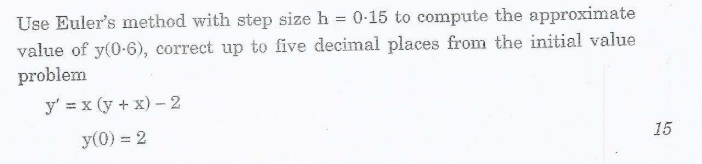 Use Euler's method with step size h = 0·15 to compute the approximate
value of y(0·6), correct up to five decimal places from the initial value
problem
y' = x (y + x) – 2
y(0) = 2
15